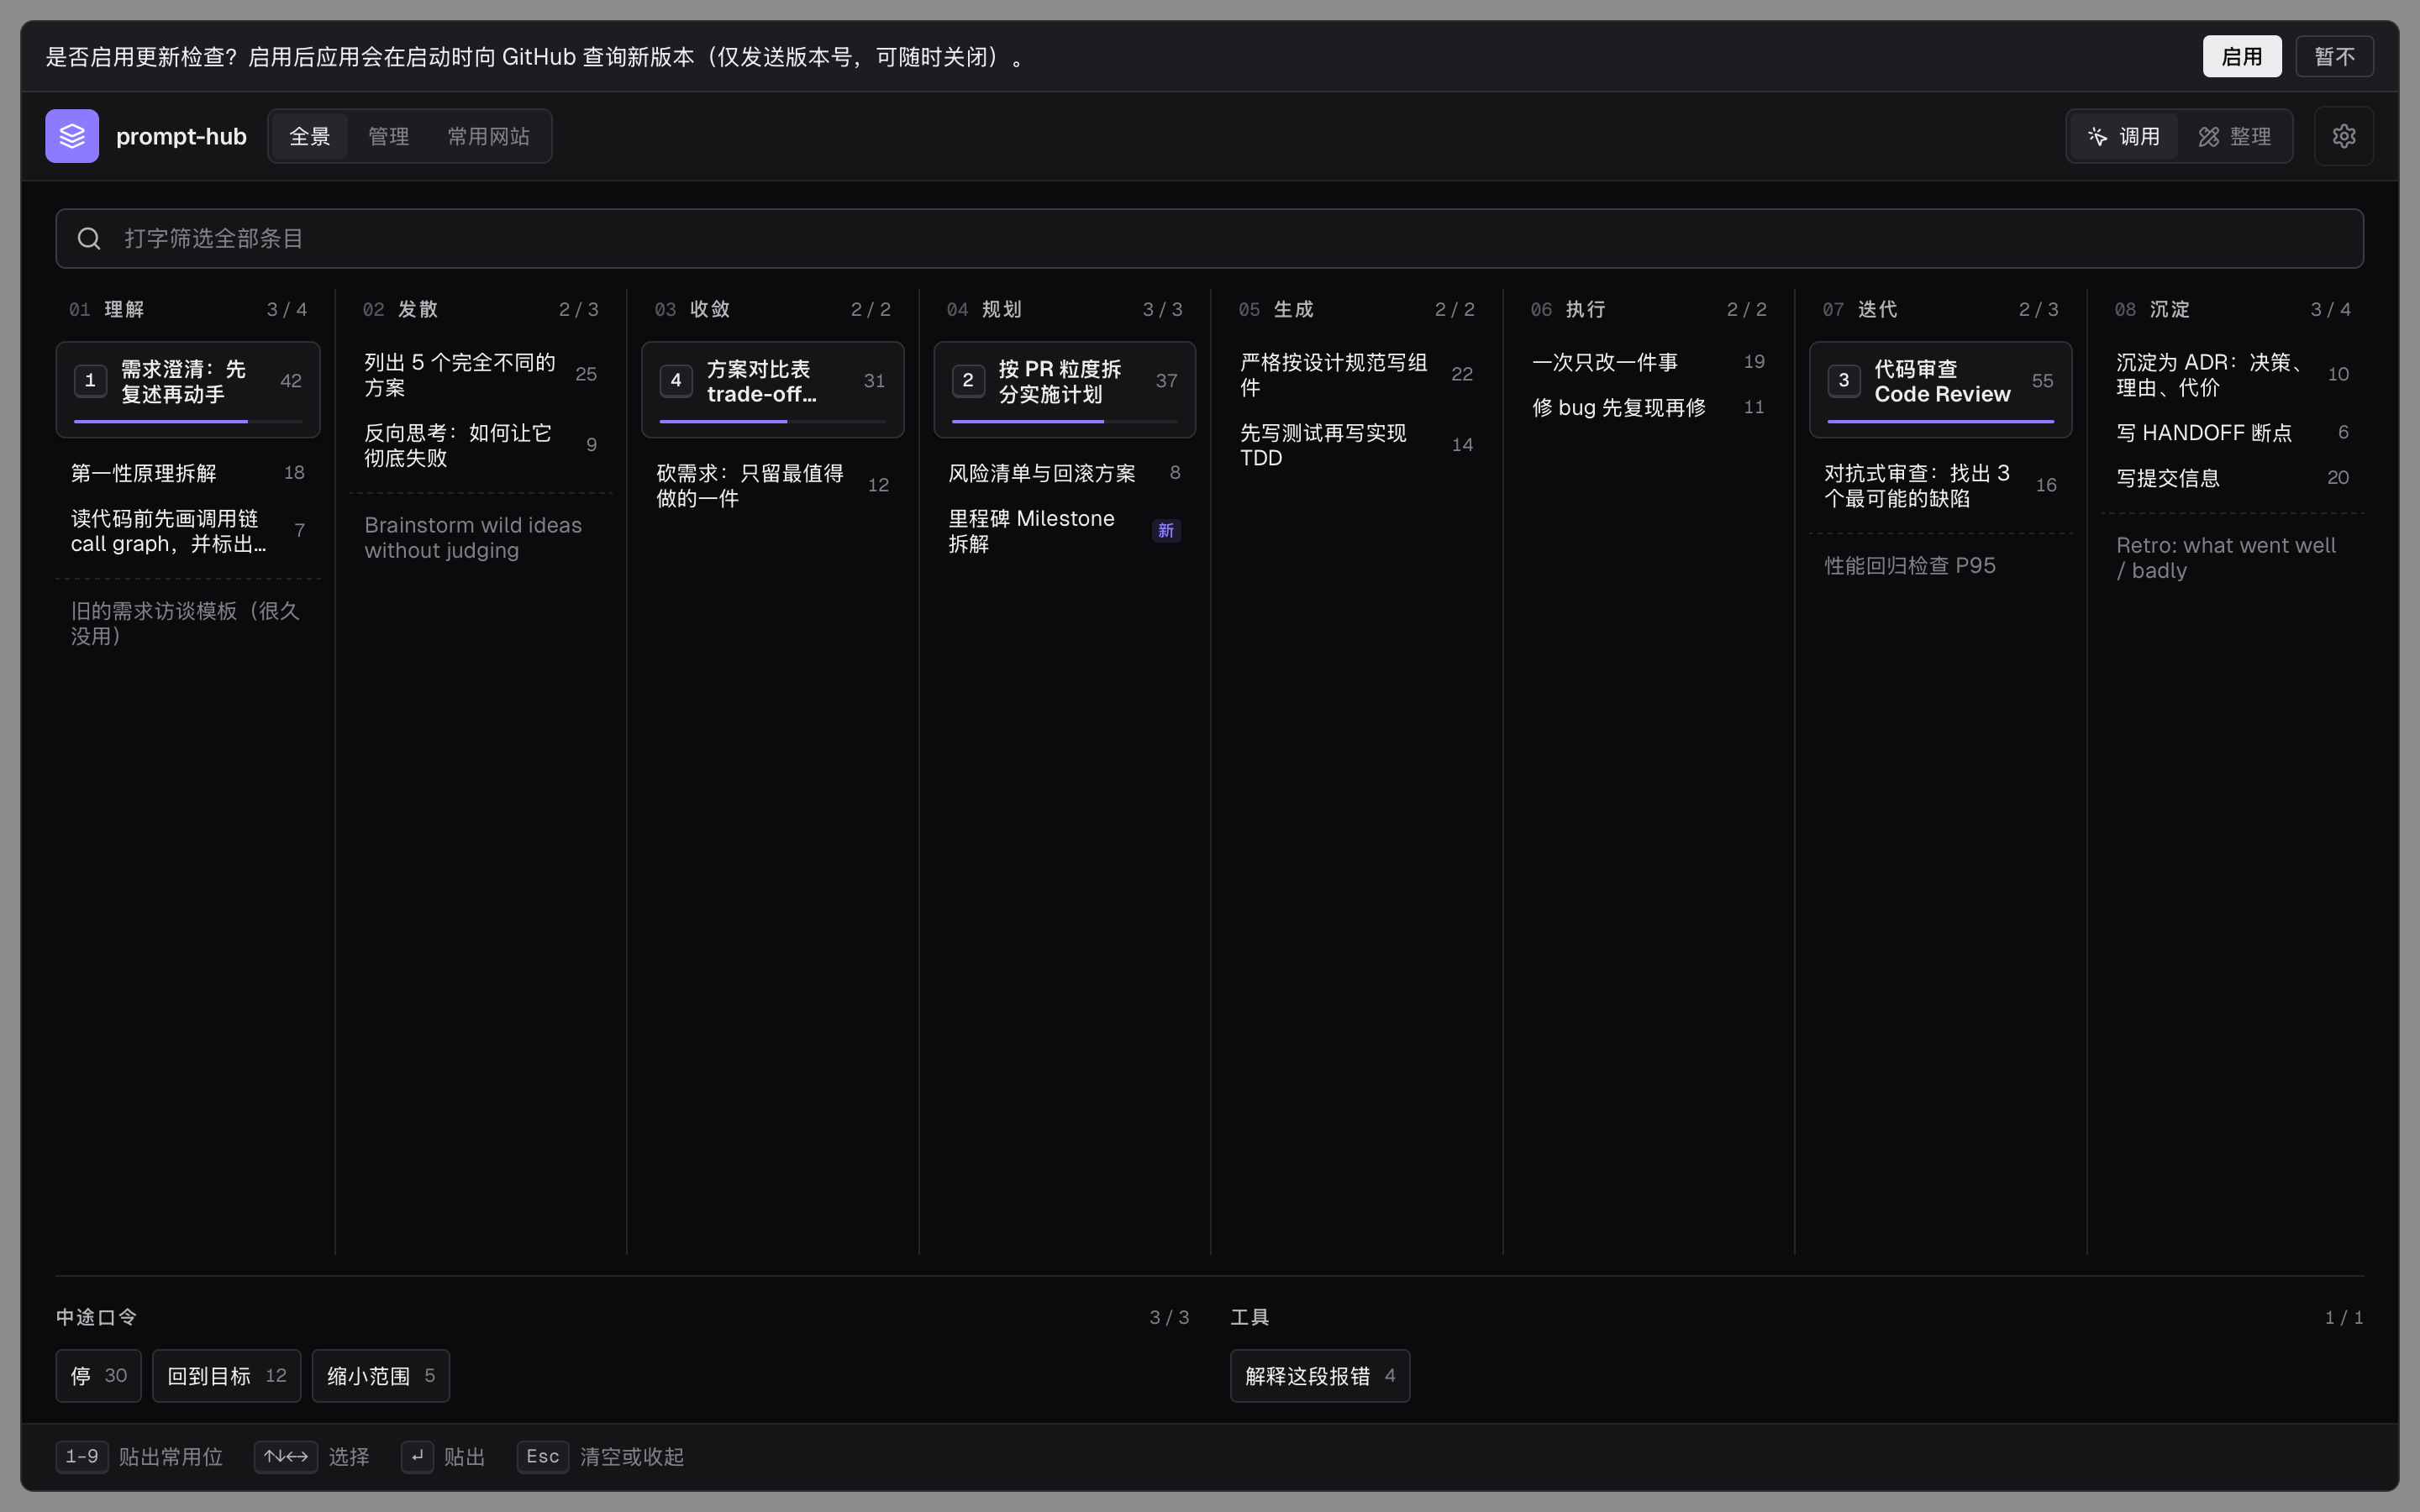 是否启用更新检查？启用后应用会在启动时向 GitHub 查询新版本（仅发送版本号，可随时关闭）。
启用
暂不
prompt-hub
全景
管理
常用网站
调用
整理
打字筛选全部条目
01 理解 3 / 4
1 需求澄清：先
复述再动手
42
第一性原理拆解 18
读代码前先画调用链
call graph，并标出…
7
旧的需求访谈模板（很久
没用）
02 发散 2 / 3
列出 5 个完全不同的
方案
25
反向思考：如何让它
彻底失败
9
Brainstorm wild ideas
without judging
03 收敛 2 / 2
4 方案对比表
trade-off…
31
砍需求：只留最值得
做的一件
12
04 规划 3 / 3
2 按 PR 粒度拆
分实施计划
37
风险清单与回滚方案 8
里程碑 Milestone
拆解
新
05 生成 2 / 2
严格按设计规范写组
件
22
先写测试再写实现
TDD
14
06 执行 2 / 2
一次只改一件事 19
修 bug 先复现再修 11
07 迭代 2 / 3
3 代码审查
Code Review
55
对抗式审查：找出 3
个最可能的缺陷
16
性能回归检查 P95
08 沉淀 3 / 4
沉淀为 ADR：决策、
理由、代价
10
写 HANDOFF 断点 6
写提交信息 20
Retro: what went well
/ badly
中途口令 3 / 3
停 30
回到目标 12
缩小范围 5
工具 1 / 1
解释这段报错 4
1-9 贴出常用位
↑↓←→ 选择
↵ 贴出
Esc 清空或收起